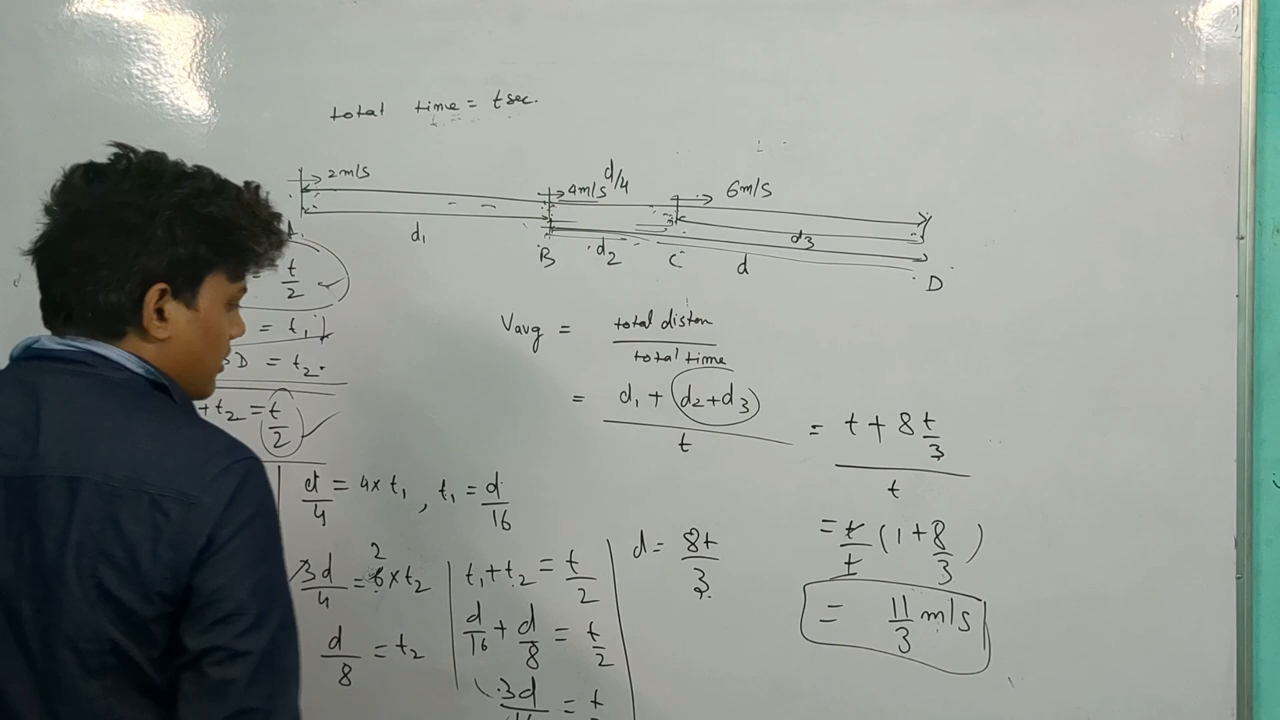 total time = t sec.
2m/s
4m/s
d/4
6m/s
d₁
B
d₂
C
d
d₃
D
t/2
= t₁
D = t₂.
+ t₂ = t/2
Vavg = total distan / total time
= d₁ + (d₂+d₃) / t
= t + 8t/3 / t
= t/t (1 + 8/3)
= 11/3 m/s
d/4 = 4 x t₁ , t₁ = d/16
3d/4 = 6 x t₂
2
d/8 = t₂
t₁ + t₂ = t/2
d/16 + d/8 = t/2
3d
= t
d = 8t/3